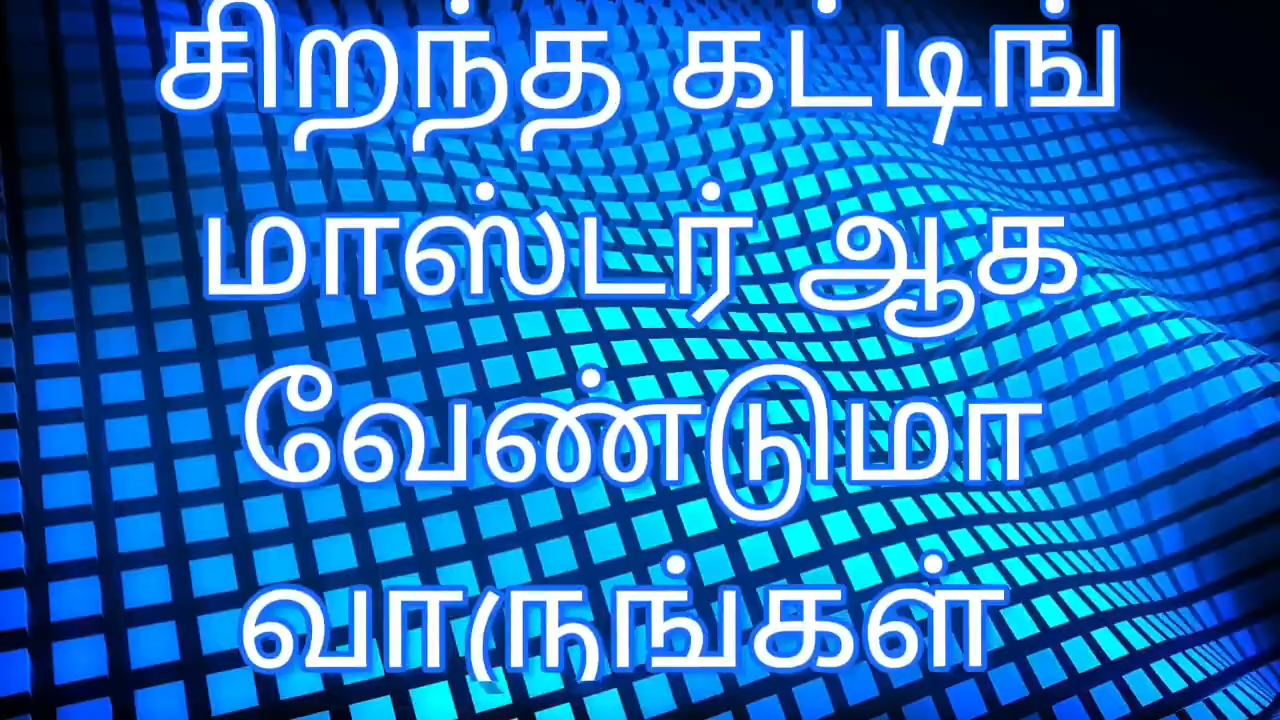 சிறந்த கட்டிங்
மாஸ்டர் ஆக
வேண்டுமா
வாருங்கள்